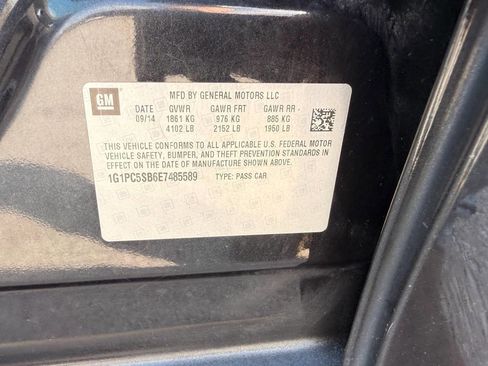 GM
MFD BY GENERAL MOTORS LLC
DATE GVWR GAWR FRT GAWR RR
09/14 1861 KG 976 KG 885 KG
4102 LB 2152 LB 1950 LB
THIS VEHICLE CONFORMS TO ALL APPLICABLE U.S. FEDERAL MOTOR
VEHICLE SAFETY, BUMPER, AND THEFT PREVENTION STANDARDS
IN EFFECT ON THE DATE OF MANUFACTURE SHOWN ABOVE.
1G1PC5SB6E7485589 TYPE: PASS CAR